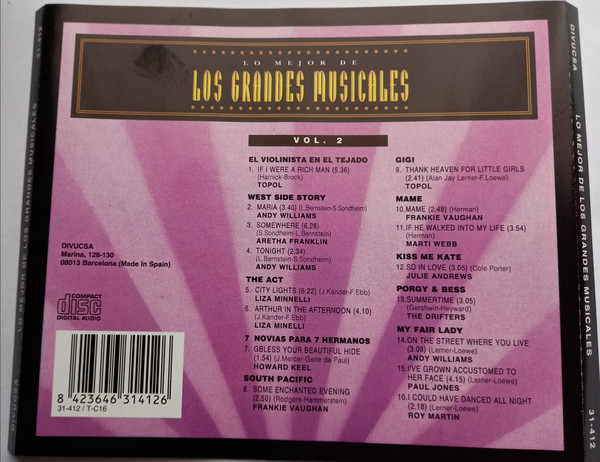 LO MEJOR DE
LOS GRANDES MUSICALES
VOL. 2
EL VIOLINISTA EN EL TEJADO
1. IF I WERE A RICH MAN (5.36)
(Harnick-Brock)
TOPOL
WEST SIDE STORY
2. MARIA (3.40) (L.Bernstein-S.Sondheim)
ANDY WILLIAMS
3. SOMEWHERE (6.28)
(S.Sondheim-L.Bernstein)
ARETHA FRANKLIN
4. TONIGHT (2.34)
(L.Bernstein-S.Sondheim)
ANDY WILLIAMS
THE ACT
5. CITY LIGHTS (6.22) (J.Kander-F.Ebb)
LIZA MINNELLI
6. ARTHUR IN THE AFTERNOON (4.10)
(J.Kander-F.Ebb)
LIZA MINELLI
7 NOVIAS PARA 7 HERMANOS
7. GBLESS YOUR BEAUTIFUL HIDE
(1.54) (J.Mercer-Gene de Paul)
HOWARD KEEL
SOUTH PACIFIC
8. SOME ENCHANTED EVENING
(2.50) (Rodgers-Hammerstein)
FRANKIE VAUGHAN
GIGI
9. THANK HEAVEN FOR LITTLE GIRLS
(2.41) (Alan Jay Lerner-F.Loewe)
TOPOL
MAME
10.MAME (2.48) (Herman)
FRANKIE VAUGHAN
11.IF HE WALKED INTO MY LIFE (3.54)
(Herman)
MARTI WEBB
KISS ME KATE
12.SO IN LOVE (3.05) (Cole Porter)
JULIE ANDREWS
PORGY & BESS
13.SUMMERTIME (3.05)
(Gershwin-Heyward)
THE DRIFTERS
MY FAIR LADY
14.ON THE STREET WHERE YOU LIVE
(3.08) (Lerner-Loewe)
ANDY WILLIAMS
15.I'VE GROWN ACCUSTOMED TO
HER FACE (4.15) (Lerner-Loewe)
PAUL JONES
16.I COULD HAVE DANCED ALL NIGHT
(2.18) (Lerner-Loewe)
ROY MARTIN
DIVUCSA
Marina, 128-130
08013 Barcelona (Made In Spain)
COMPACT
disc
DIGITAL AUDIO
8 423646 314126
31-412 / T-C16
DIVUCSA LO MEJOR DE LOS GRANDES MUSICALES 31-412
DIVUCSA LO MEJOR DE LOS GRANDES MUSICALES 31-412